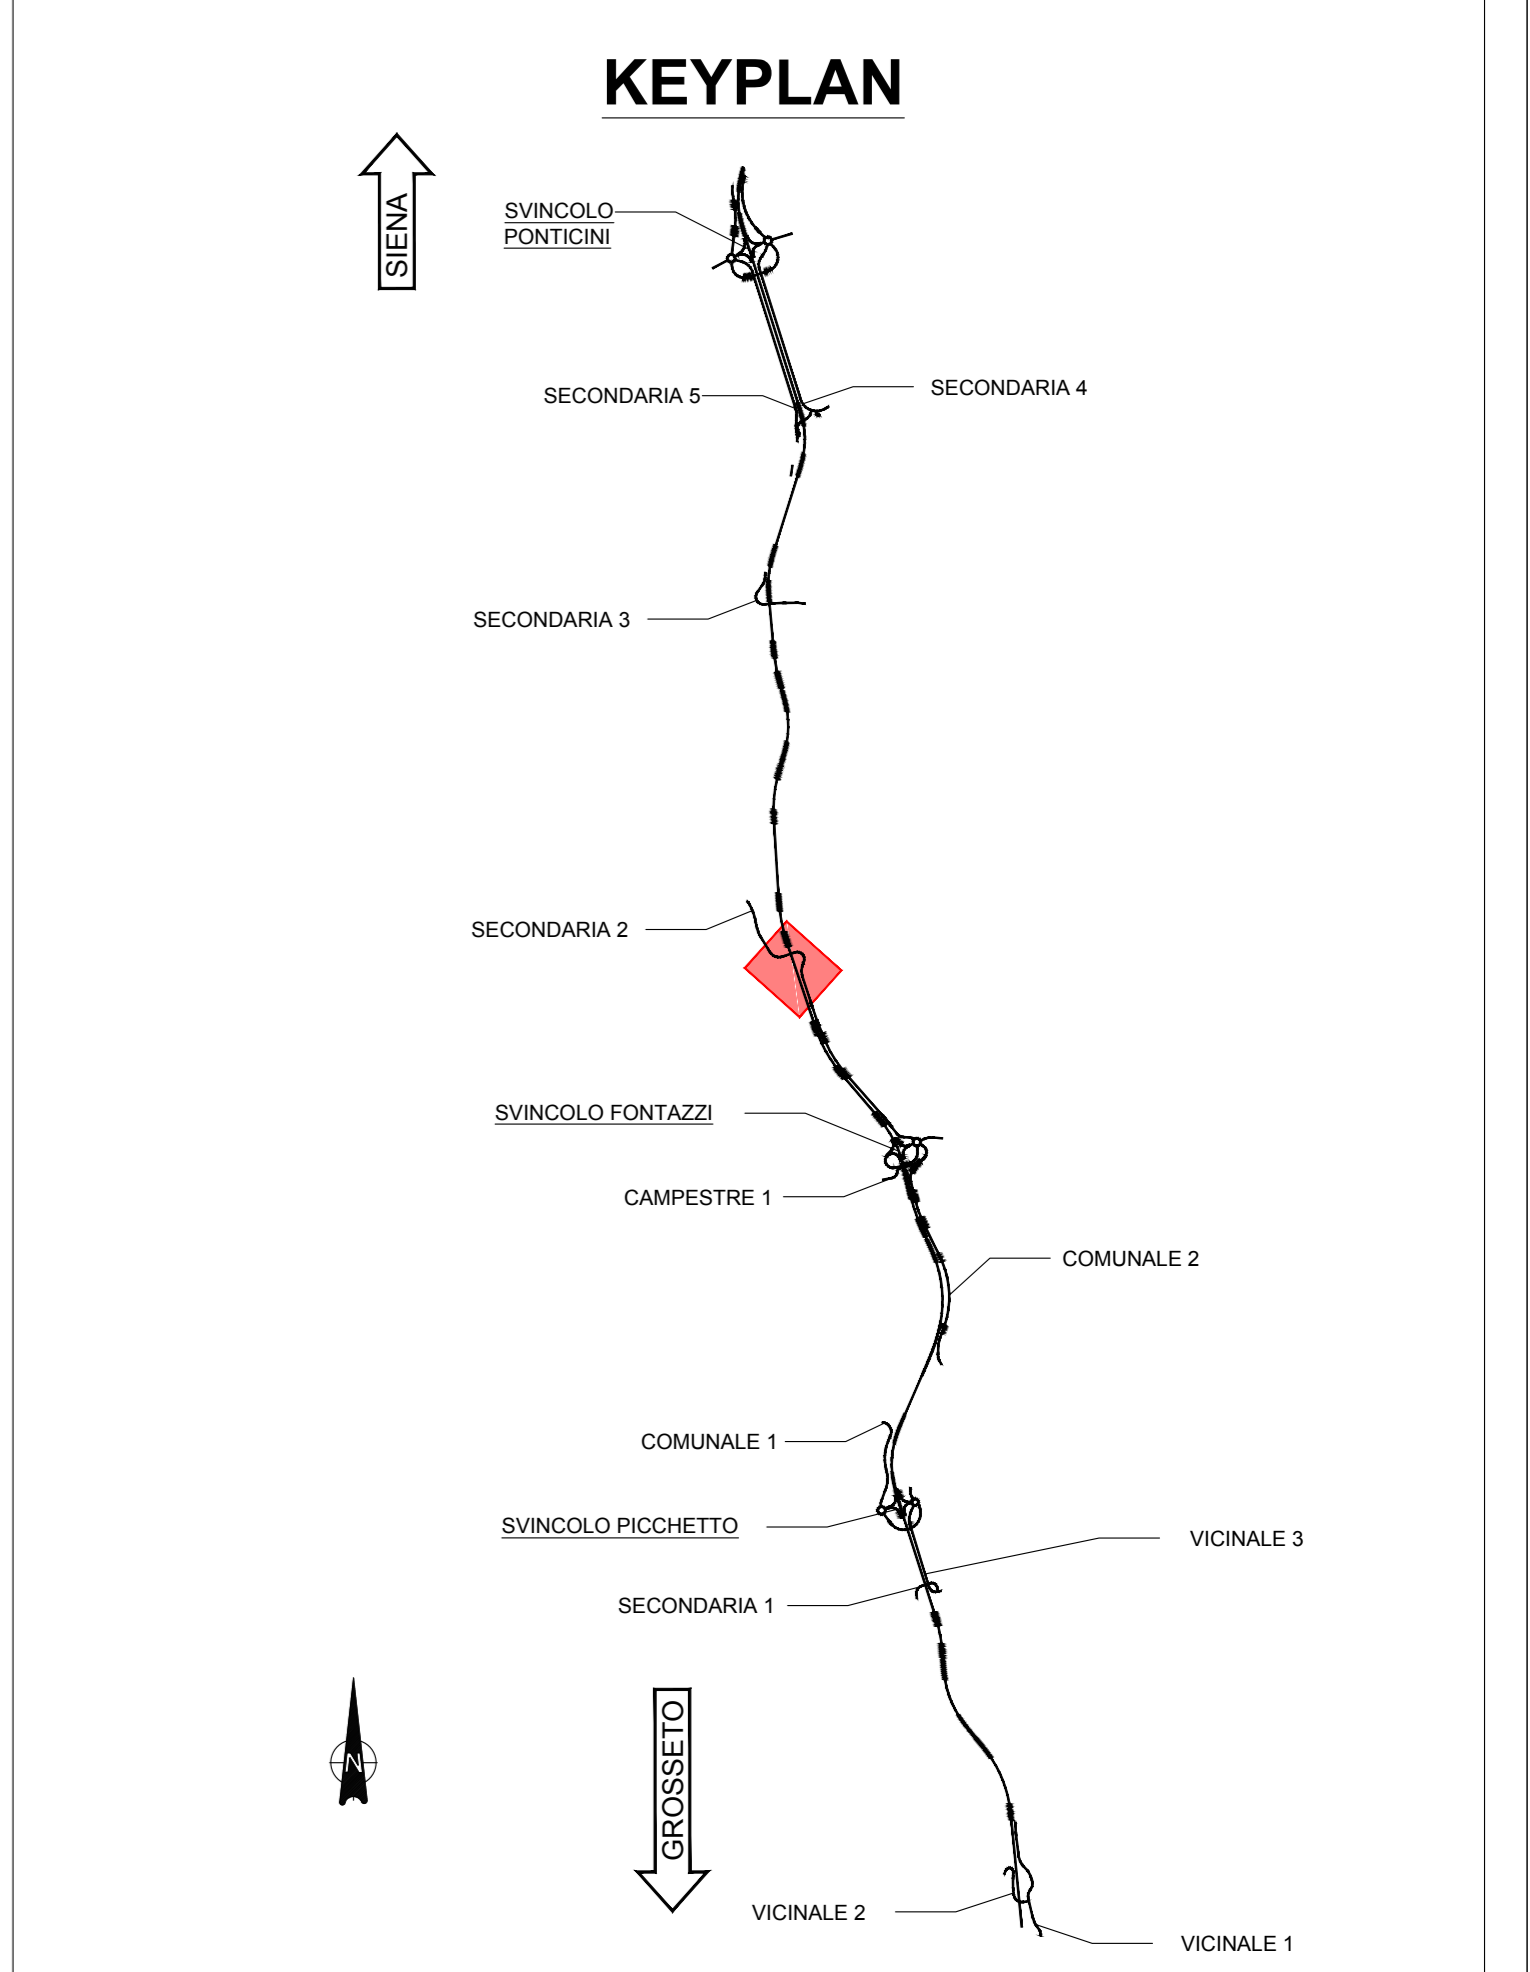 KEYPLAN
SIENA
SVINCOLO
PONTICINI
SECONDARIA 5
SECONDARIA 4
SECONDARIA 3
SECONDARIA 2
SVINCOLO FONTAZZI
CAMPESTRE 1
COMUNALE 2
COMUNALE 1
SVINCOLO PICCHETTO
VICINALE 3
SECONDARIA 1
GROSSETO
N
VICINALE 2
VICINALE 1